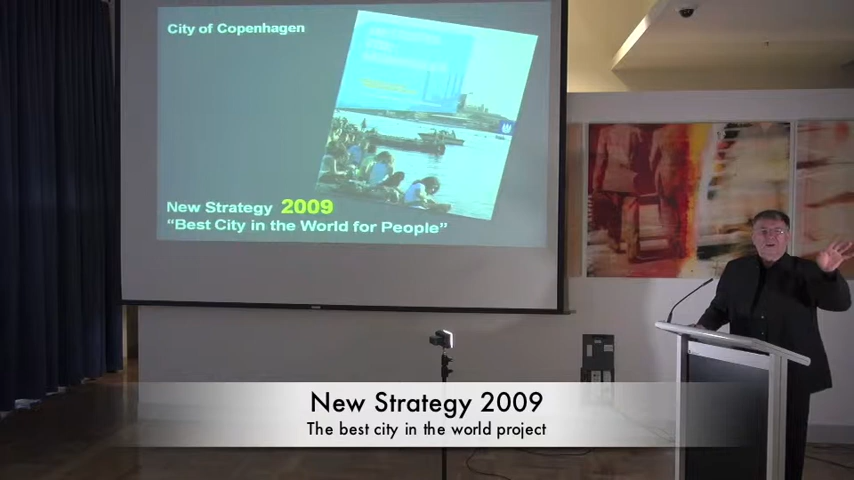 City of Copenhagen
New Strategy 2009
“Best City in the World for People”
New Strategy 2009
The best city in the world project